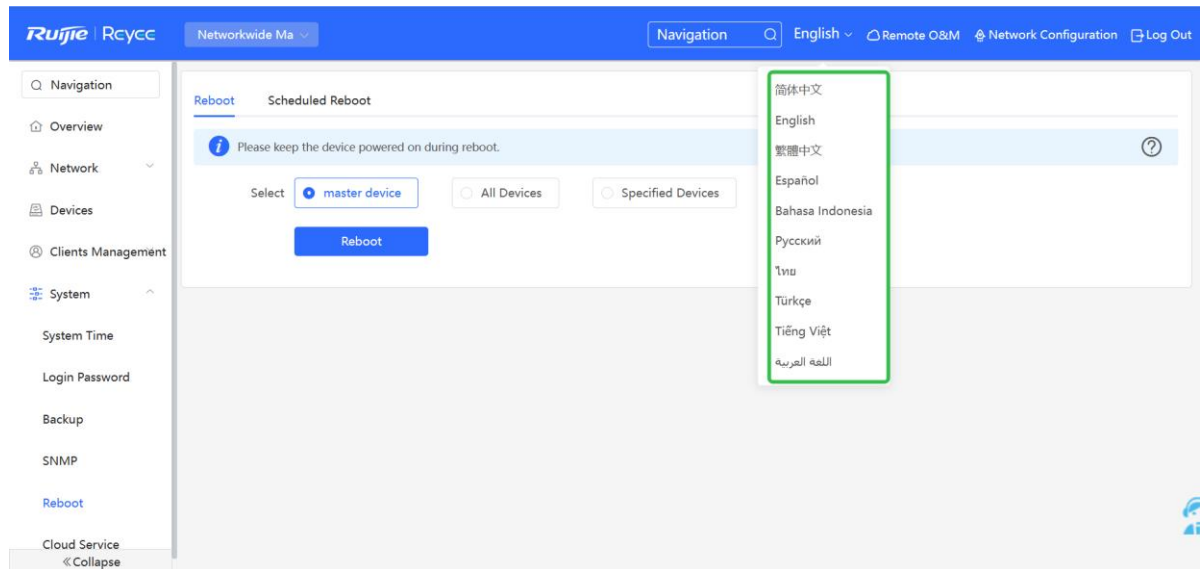 Ruijie | Reyee
Networkwide Ma
Navigation
English
Remote O&M
Network Configuration
Log Out
Navigation
Overview
Network
Devices
Clients Management
System
System Time
Login Password
Backup
SNMP
Reboot
Cloud Service
≪Collapse
Reboot
Scheduled Reboot
Please keep the device powered on during reboot.
Select
master device
All Devices
Specified Devices
Reboot
简体中文
English
繁體中文
Español
Bahasa Indonesia
Русский
ไทย
Türkçe
Tiếng Việt
اللغة العربية